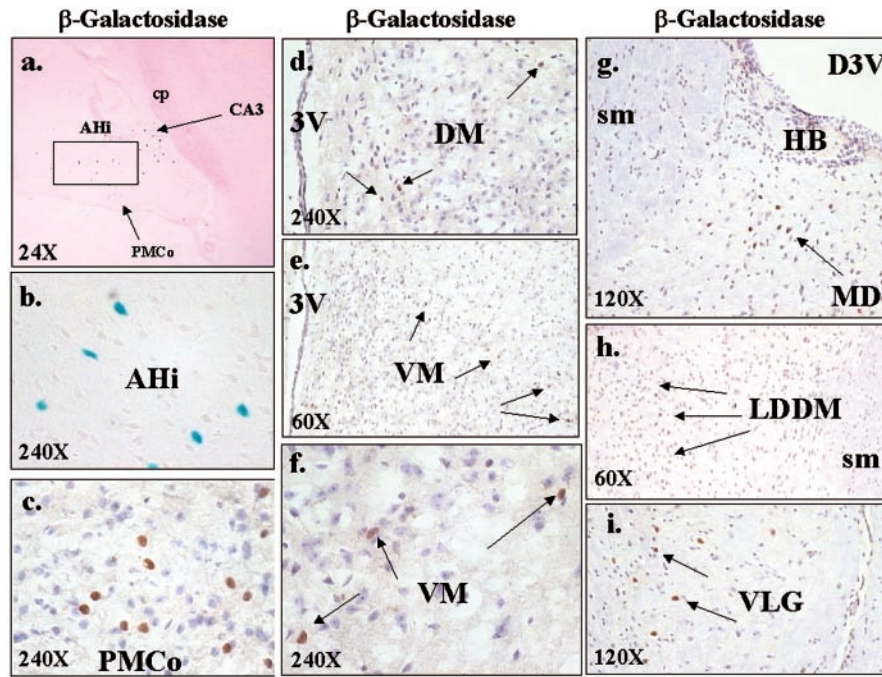 β-Galactosidase
β-Galactosidase
β-Galactosidase
a.
cp
CA3
AHi
PMCo
24X
b.
AHi
240X
c.
240X
PMCo
d.
3V
DM
240X
e.
3V
VM
60X
f.
VM
240X
g.
D3V
sm
HB
MD
120X
h.
LDDM
sm
60X
i.
VLG
120X